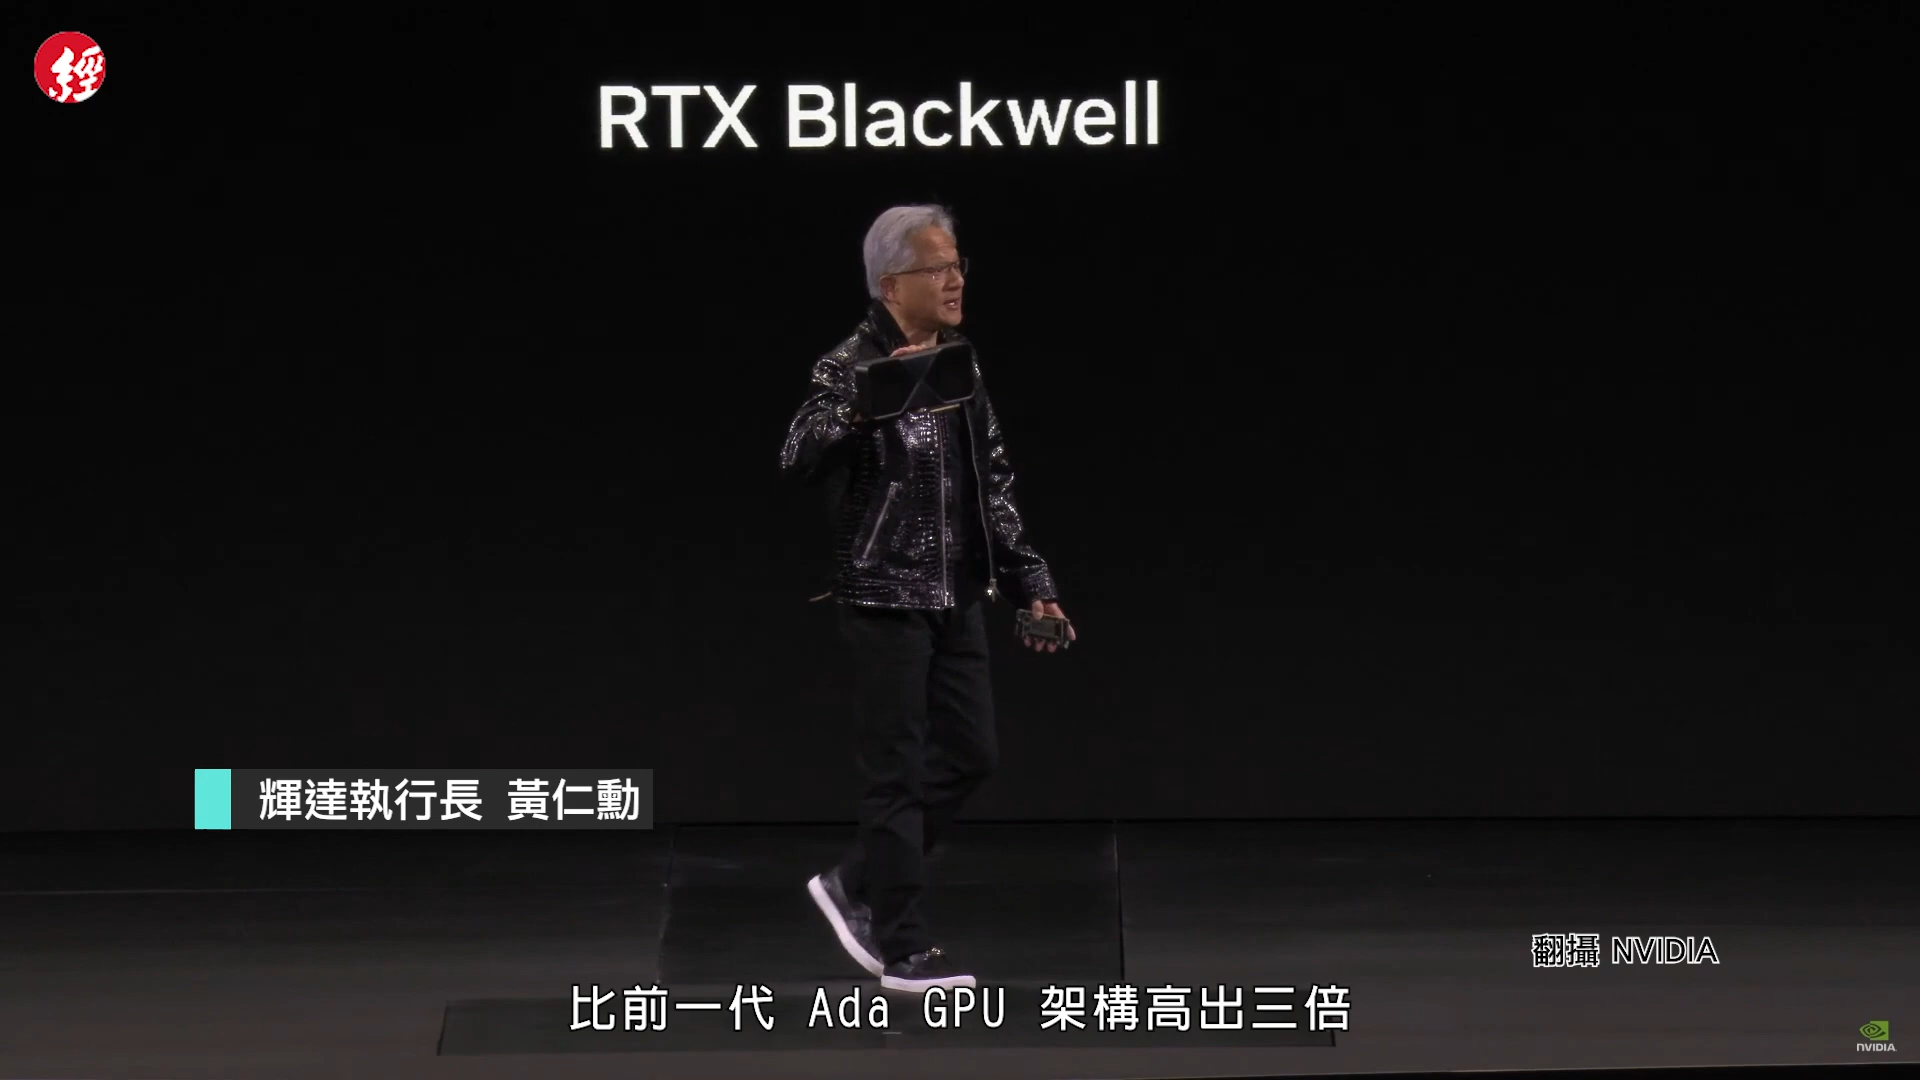 經
RTX Blackwell
輝達執行長 黃仁勳
翻攝 NVIDIA
比前一代 Ada GPU 架構高出三倍
NVIDIA